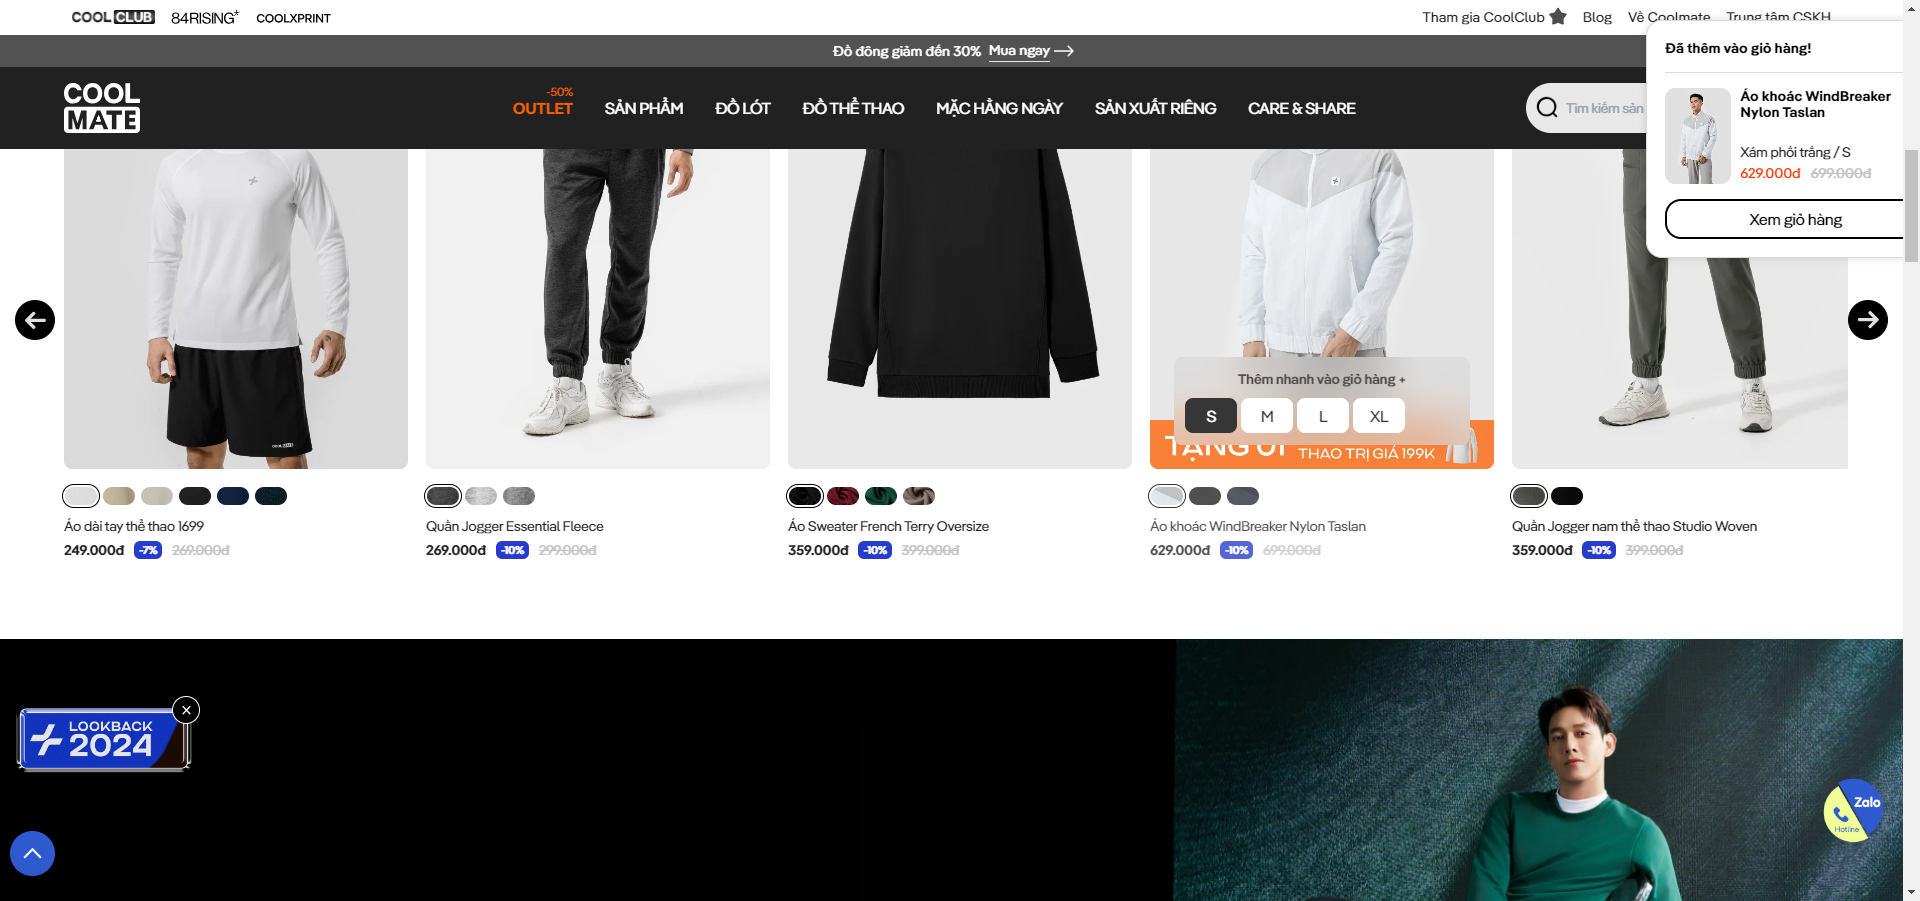 COOL CLUB 84RISING* COOLXPRINT
Tham gia CoolClub Blog Về Coolmate Trung tâm CSKH
Đồ đông giảm đến 30% Mua ngay
COOL
MATE
-50%
OUTLET SẢN PHẨM ĐỒ LÓT ĐỒ THỂ THAO MẶC HẰNG NGÀY SẢN XUẤT RIÊNG CARE & SHARE
Tìm kiếm sản
Đã thêm vào giỏ hàng!
Áo khoác WindBreaker
Nylon Taslan
Xám phối trắng / S
629.000đ 699.000đ
Xem giỏ hàng
Thêm nhanh vào giỏ hàng +
S M L XL
TẶNG 01 THAO TRỊ GIÁ 199K
COOLMATE
Áo dài tay thể thao 1699
249.000đ -7% 269.000đ
Quần Jogger Essential Fleece
269.000đ -10% 299.000đ
Áo Sweater French Terry Oversize
359.000đ -10% 399.000đ
Áo khoác WindBreaker Nylon Taslan
629.000đ -10% 699.000đ
Quần Jogger nam thể thao Studio Woven
359.000đ -10% 399.000đ
LOOKBACK
2024
Zalo
Hotline